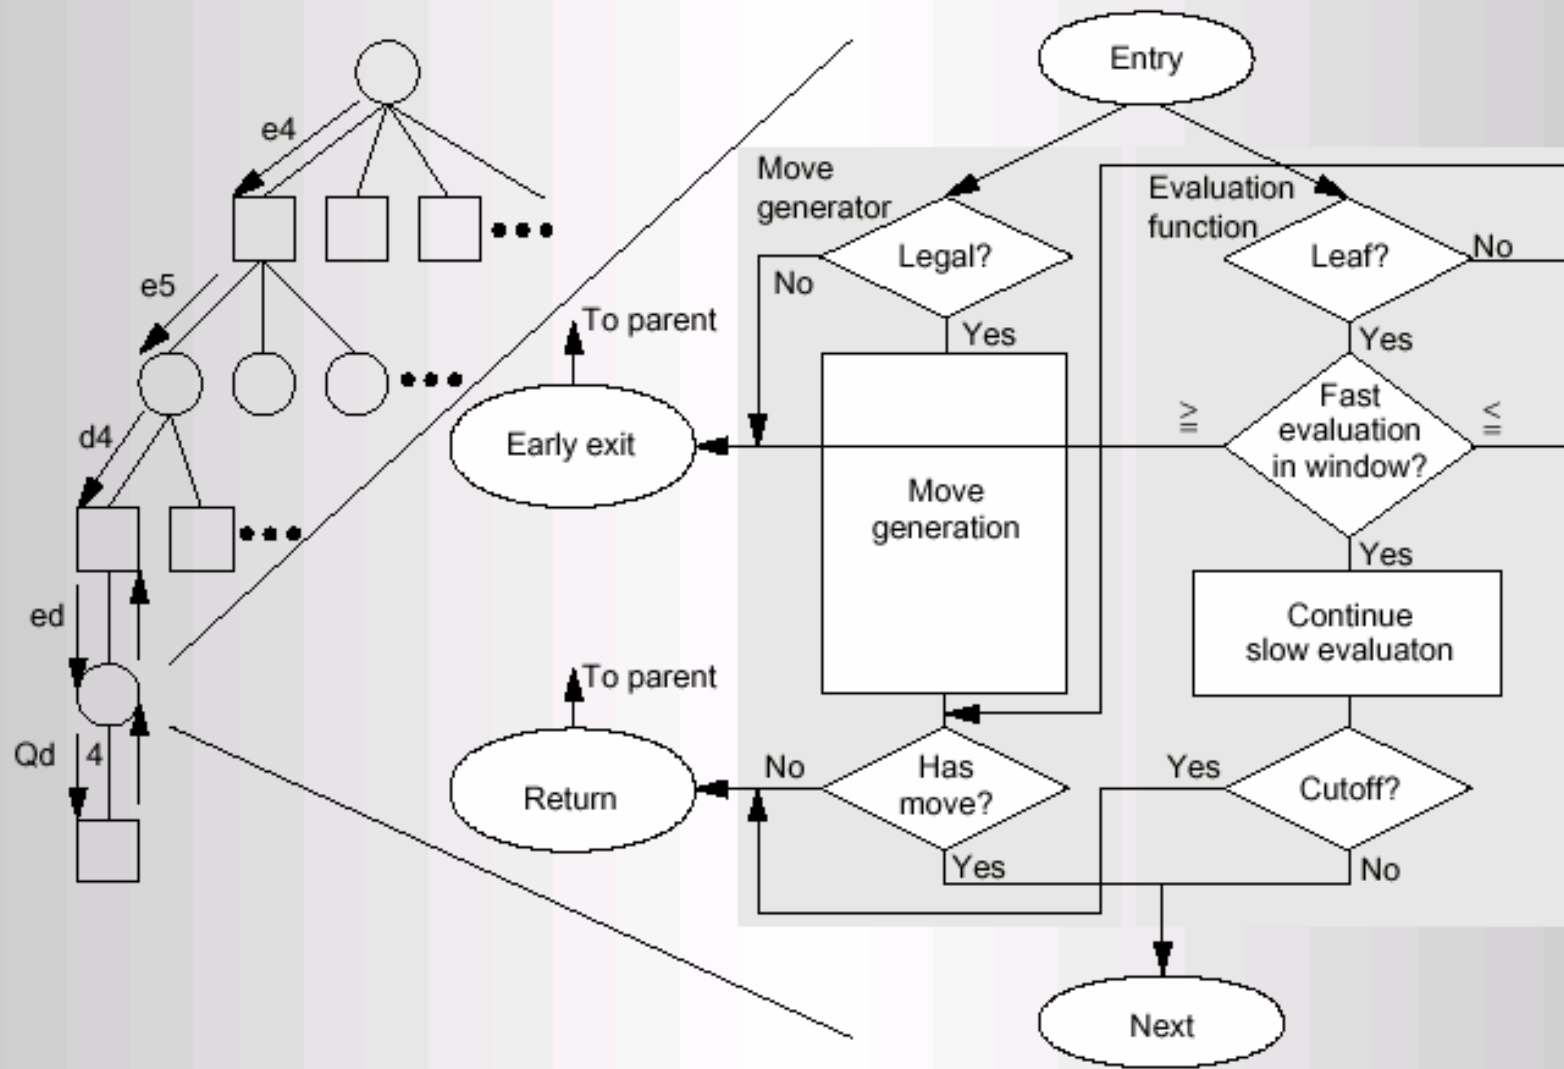 e4
e5
d4
ed
Qd 4
Entry
Move
generator
Evaluation
function
Legal?
Leaf?
No
No
Yes
Yes
To parent
Early exit
≧
Fast
evaluation
in window?
≦
Move
generation
Yes
Continue
slow evaluaton
To parent
Return
No
Has
move?
Yes
Cutoff?
Yes
No
Next